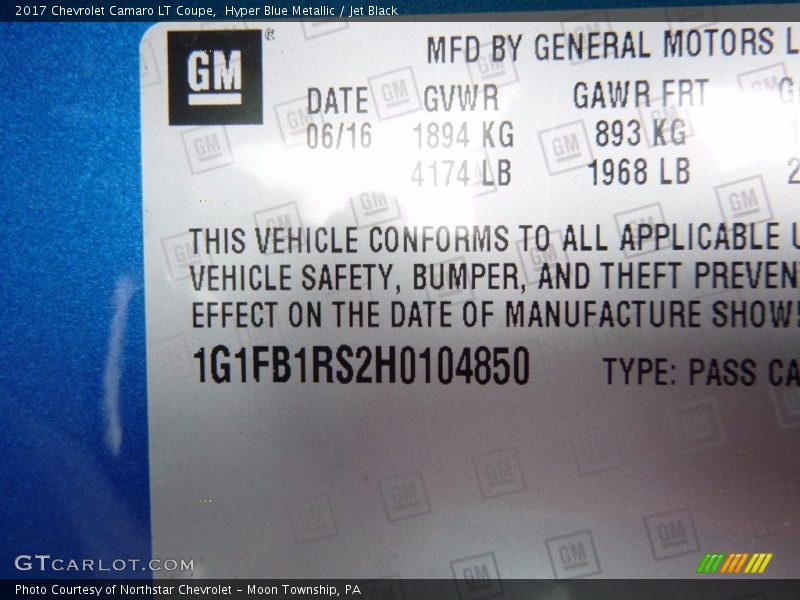 2017 Chevrolet Camaro LT Coupe, Hyper Blue Metallic / Jet Black
GM ®
MFD BY GENERAL MOTORS L
DATE GVWR GAWR FRT G
06/16 1894 KG 893 KG
4174 LB 1968 LB 2
THIS VEHICLE CONFORMS TO ALL APPLICABLE U
VEHICLE SAFETY, BUMPER, AND THEFT PREVEN
EFFECT ON THE DATE OF MANUFACTURE SHOW
1G1FB1RS2H0104850 TYPE: PASS CA
GTCARLOT.COM
Photo Courtesy of Northstar Chevrolet - Moon Township, PA